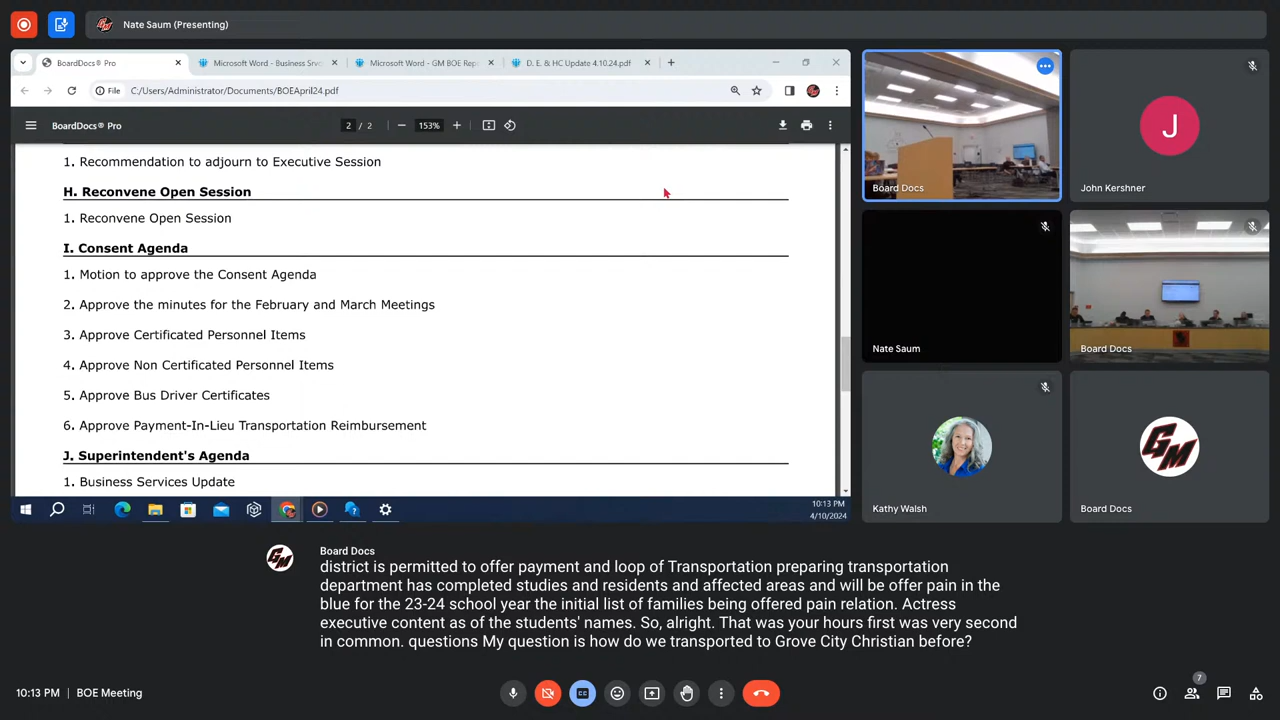 Nate Saum (Presenting)
BoardDocs® Pro
Microsoft Word - Business Srvc
Microsoft Word - GM BOE Rep
D. E. & HC Update 4.10.24.pdf
File
C:/Users/Administrator/Documents/BOEApril24.pdf
BoardDocs® Pro
2 / 2
153%
1. Recommendation to adjourn to Executive Session
H. Reconvene Open Session
1. Reconvene Open Session
I. Consent Agenda
1. Motion to approve the Consent Agenda
2. Approve the minutes for the February and March Meetings
3. Approve Certificated Personnel Items
4. Approve Non Certificated Personnel Items
5. Approve Bus Driver Certificates
6. Approve Payment-In-Lieu Transportation Reimbursement
J. Superintendent's Agenda
1. Business Services Update
10:13 PM
4/10/2024
Board Docs
J
John Kershner
Nate Saum
Board Docs
Kathy Walsh
GM
Board Docs
Board Docs
district is permitted to offer payment and loop of Transportation preparing transportation
department has completed studies and residents and affected areas and will be offer pain in the
blue for the 23-24 school year the initial list of families being offered pain relation. Actress
executive content as of the students' names. So, alright. That was your hours first was very second
in common. questions My question is how do we transported to Grove City Christian before?
10:13 PM | BOE Meeting
CC
7